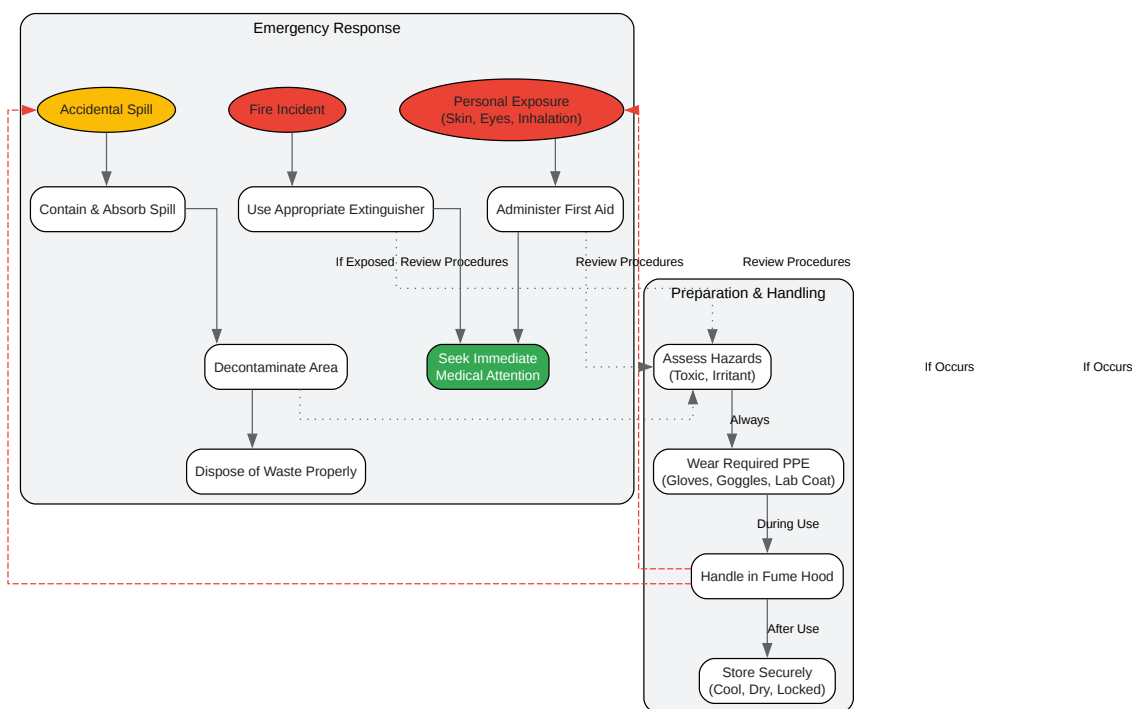 Emergency Response
Accidental Spill
Fire Incident
Personal Exposure
(Skin, Eyes, Inhalation)
Contain & Absorb Spill
Use Appropriate Extinguisher
Administer First Aid
If Exposed
Review Procedures
Review Procedures
Review Procedures
Preparation & Handling
Decontaminate Area
Seek Immediate
Medical Attention
Assess Hazards
(Toxic, Irritant)
If Occurs
If Occurs
Always
Dispose of Waste Properly
Wear Required PPE
(Gloves, Goggles, Lab Coat)
During Use
Handle in Fume Hood
After Use
Store Securely
(Cool, Dry, Locked)